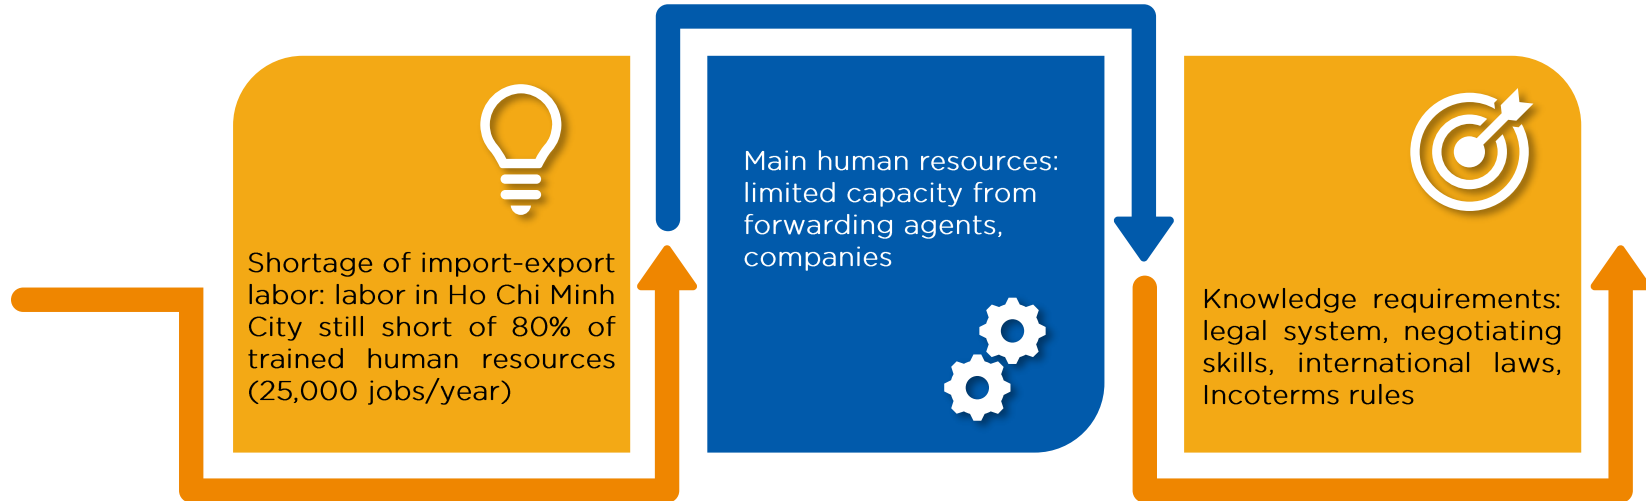 Shortage of import-export
labor: labor in Ho Chi Minh
City still short of 80% of
trained human resources
(25,000 jobs/year)
Main human resources:
limited capacity from
forwarding agents,
companies
Knowledge requirements:
legal system, negotiating
skills, international laws,
Incoterms rules